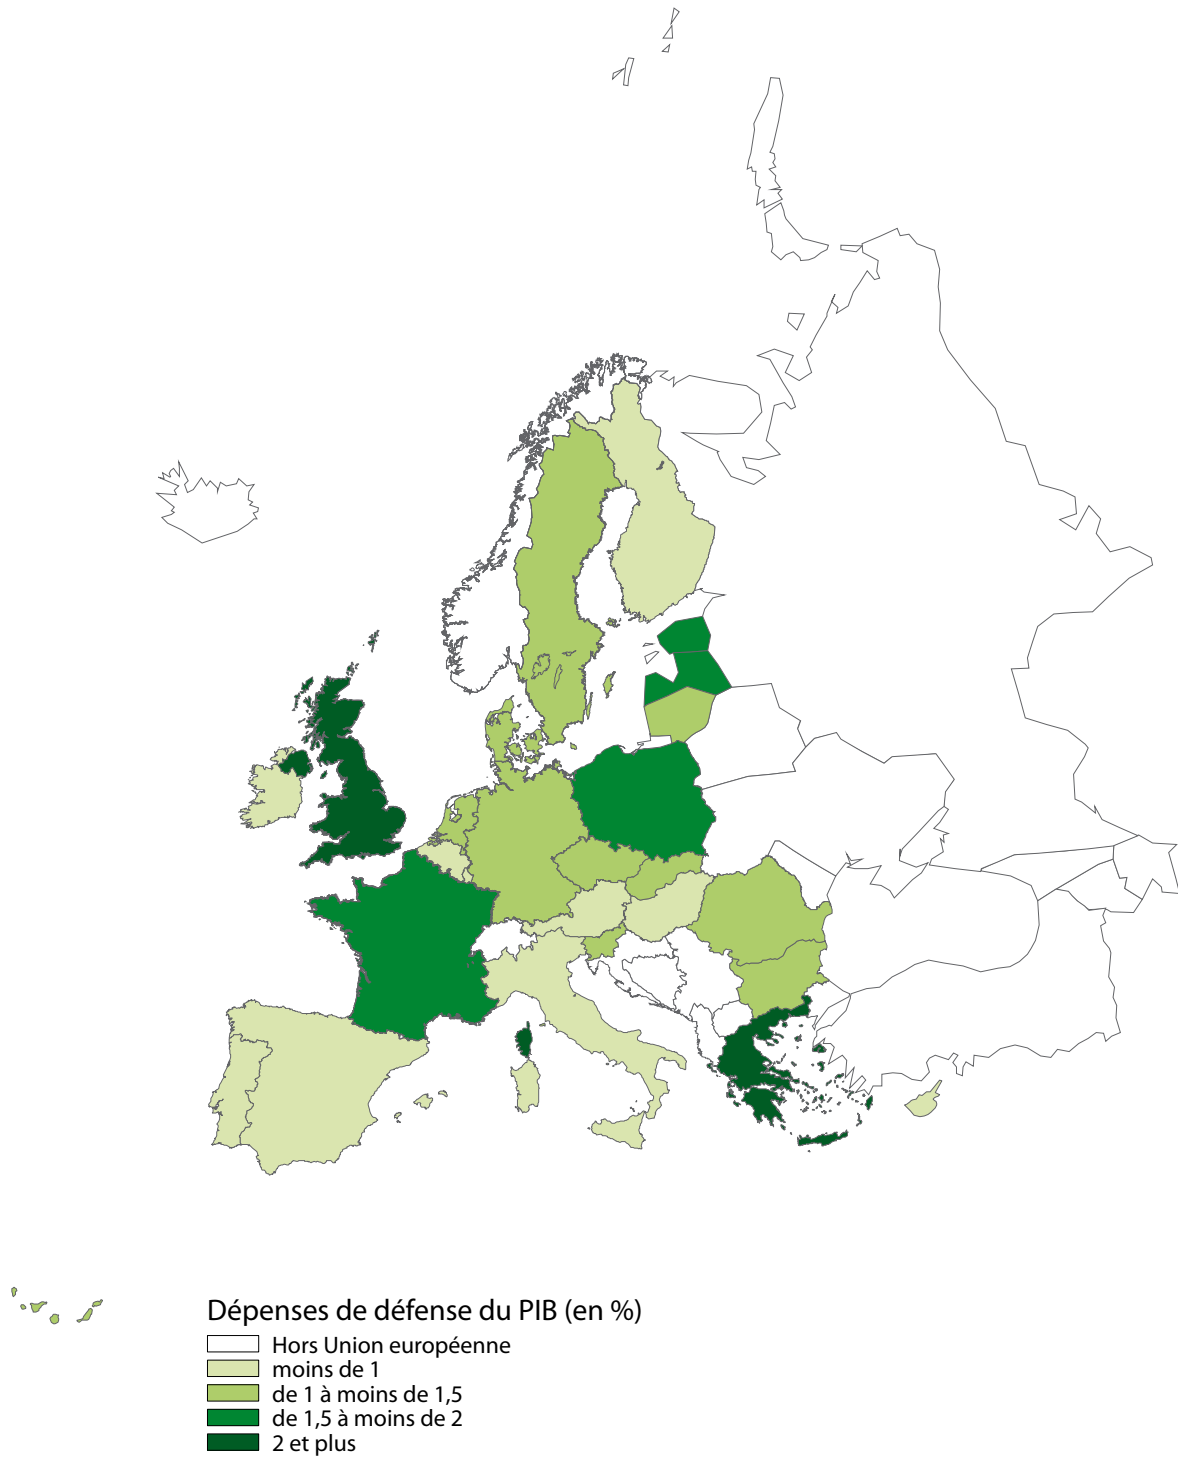 Dépenses de défense du PIB (en %)
Hors Union européenne
moins de 1
de 1 à moins de 1,5
de 1,5 à moins de 2
2 et plus